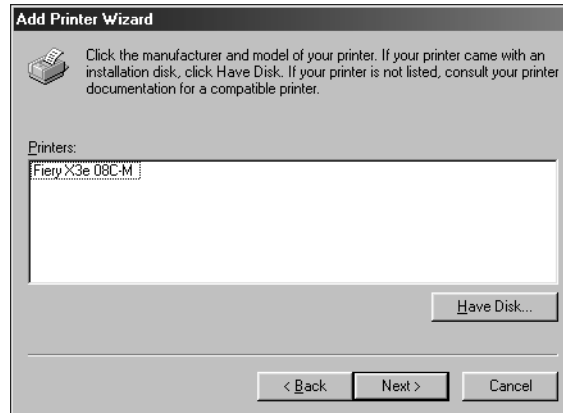 Add Printer Wizard
Click the manufacturer and model of your printer. If your printer came with an
installation disk, click Have Disk. If your printer is not listed, consult your printer
documentation for a compatible printer.
Printers:
Fiery X3e 08C-M
Have Disk...
< Back
Next >
Cancel